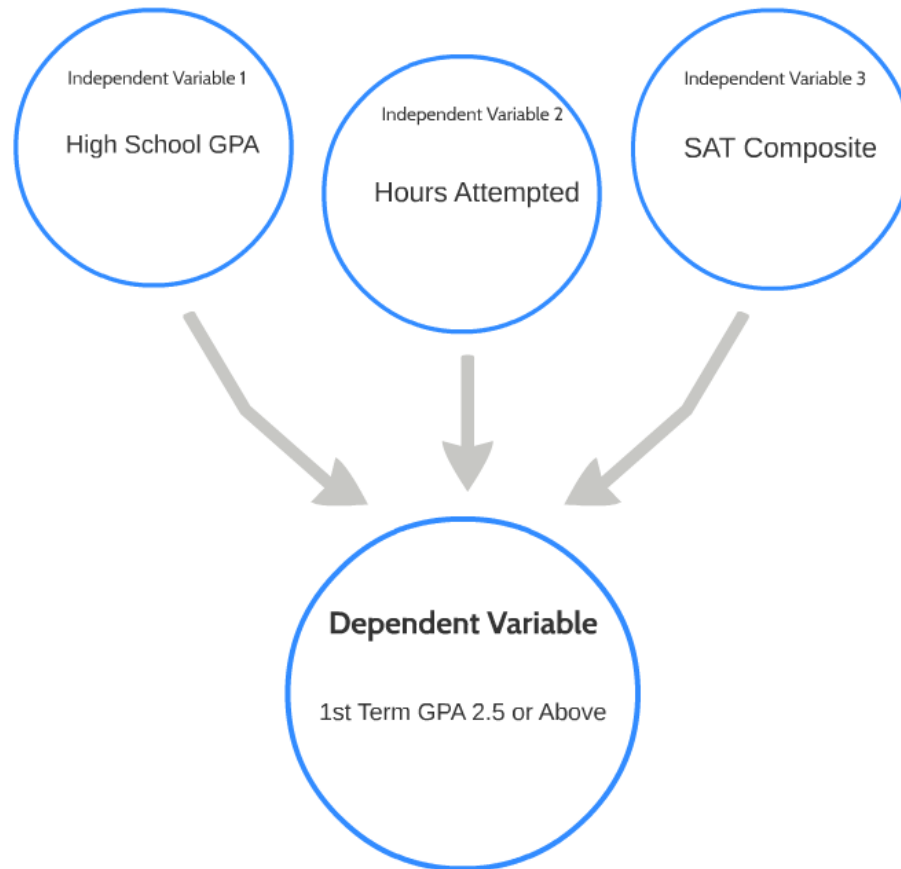 Independent Variable 1
High School GPA
Independent Variable 2
Hours Attempted
Independent Variable 3
SAT Composite
Dependent Variable
1st Term GPA 2.5 or Above